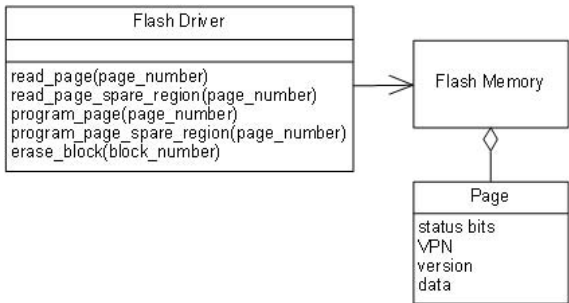 Flash Driver
read_page(page_number)
read_page_spare_region(page_number)
program_page(page_number)
program_page_spare_region(page_number)
erase_block(block_number)
Flash Memory
Page
status bits
VPN
version
data